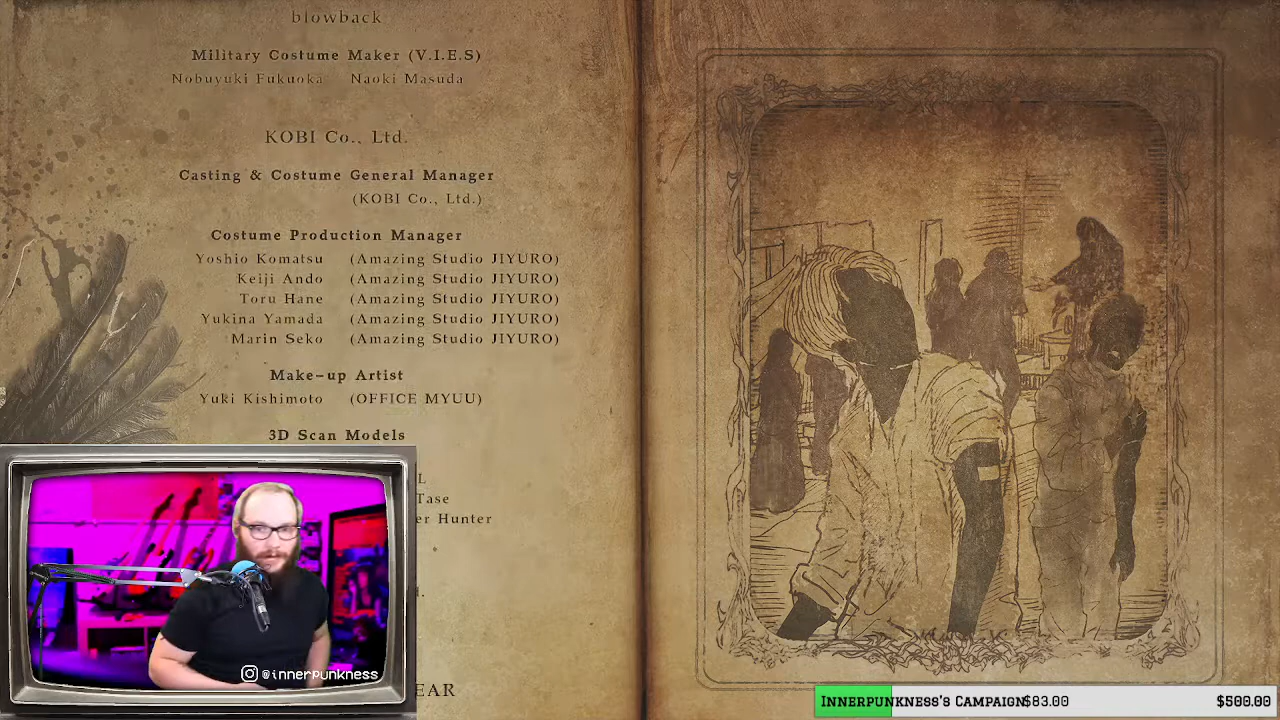 blowback
Military Costume Maker (V.I.E.S)
Nobuyuki Fukuoka Naoki Masuda
KOBI Co., Ltd.
Casting & Costume General Manager
(KOBI Co., Ltd.)
Costume Production Manager
Yoshio Komatsu (Amazing Studio JIYURO)
Keiji Ando (Amazing Studio JIYURO)
Toru Hane (Amazing Studio JIYURO)
Yukina Yamada (Amazing Studio JIYURO)
Marin Seko (Amazing Studio JIYURO)
Make-up Artist
Yuki Kishimoto (OFFICE MYUU)
3D Scan Models
L
Tase
er Hunter
EAR
@innerpunkness
Innerpunkness's Campaign $83.00 $500.00